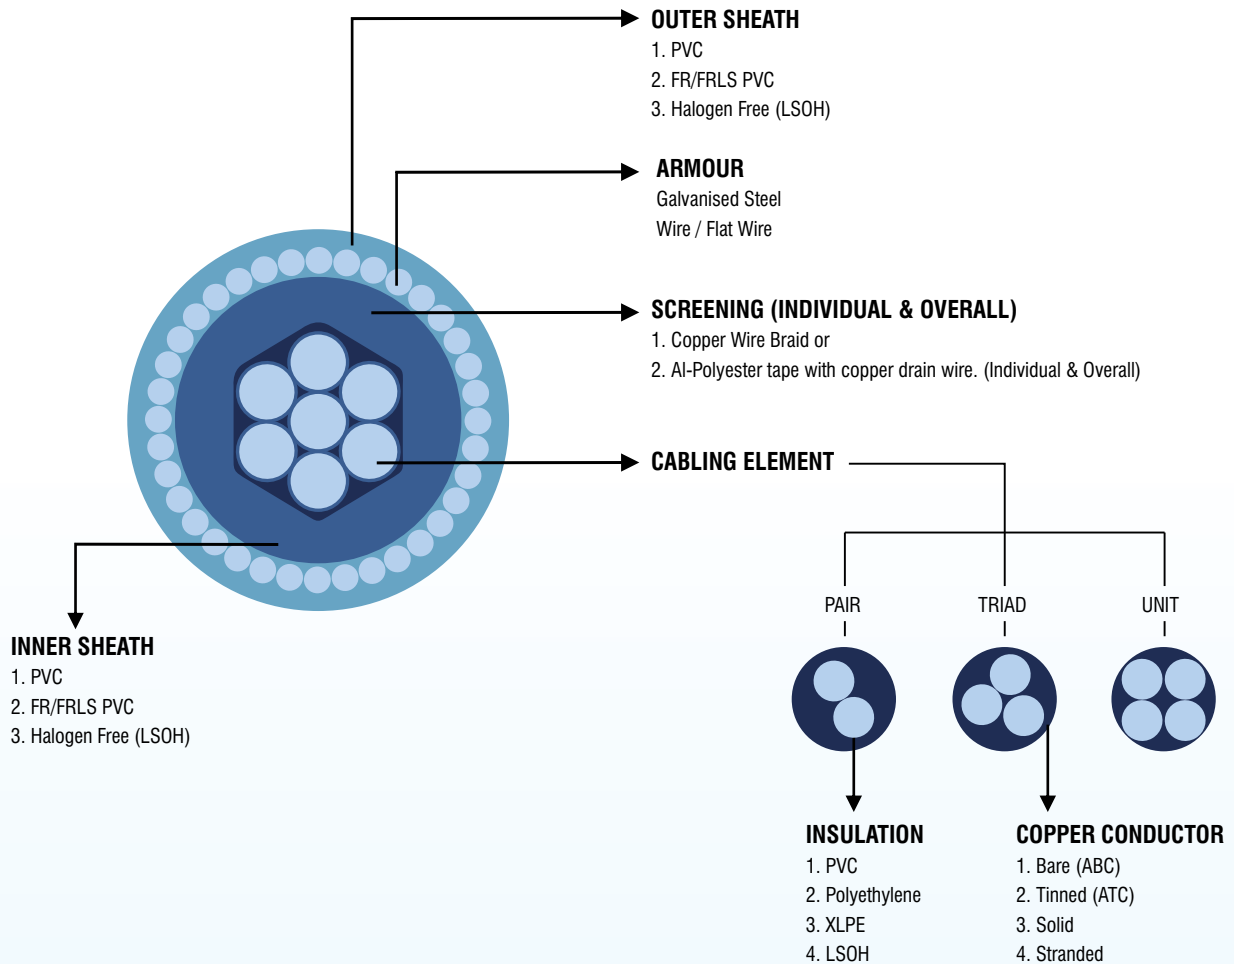 OUTER SHEATH
1. PVC
2. FR/FRLS PVC
3. Halogen Free (LSOH)
ARMOUR
Galvanised Steel
Wire / Flat Wire
SCREENING (INDIVIDUAL & OVERALL)
1. Copper Wire Braid or
2. Al-Polyester tape with copper drain wire. (Individual & Overall)
CABLING ELEMENT
PAIR
TRIAD
UNIT
INNER SHEATH
1. PVC
2. FR/FRLS PVC
3. Halogen Free (LSOH)
INSULATION
1. PVC
2. Polyethylene
3. XLPE
4. LSOH
COPPER CONDUCTOR
1. Bare (ABC)
2. Tinned (ATC)
3. Solid
4. Stranded